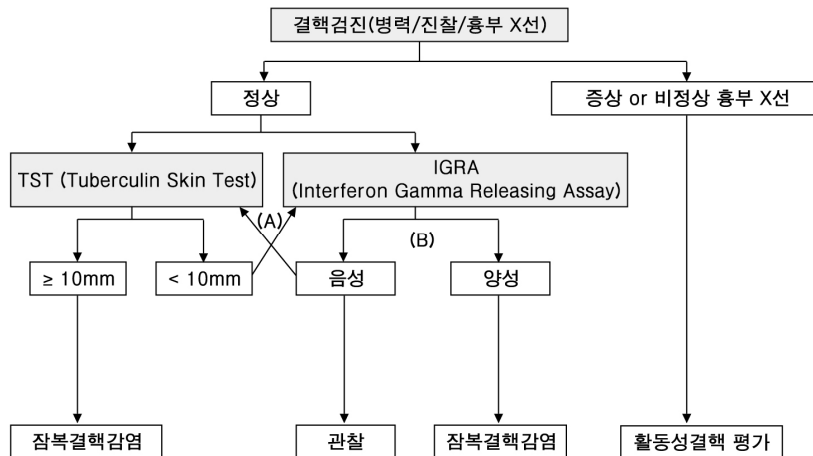 결핵검진(병력/진찰/흉부 X선)
정상
증상 or 비정상 흉부 X선
TST (Tuberculin Skin Test)
IGRA
(Interferon Gamma Releasing Assay)
(A)
(B)
≥ 10mm
< 10mm
음성
양성
잠복결핵감염
관찰
잠복결핵감염
활동성결핵 평가